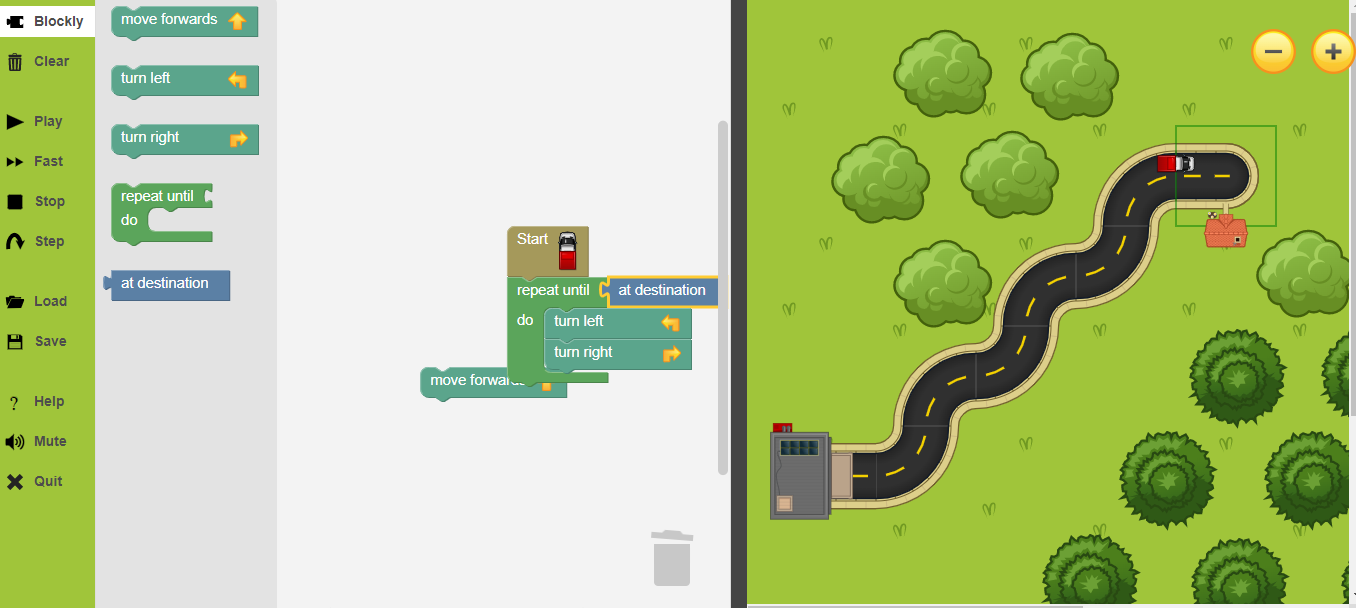 Blockly
Clear
Play
Fast
Stop
Step
Load
Save
? Help
Mute
Quit
move forwards
turn left
turn right
repeat until
do
at destination
Start
repeat until at destination
do turn left
turn right
move